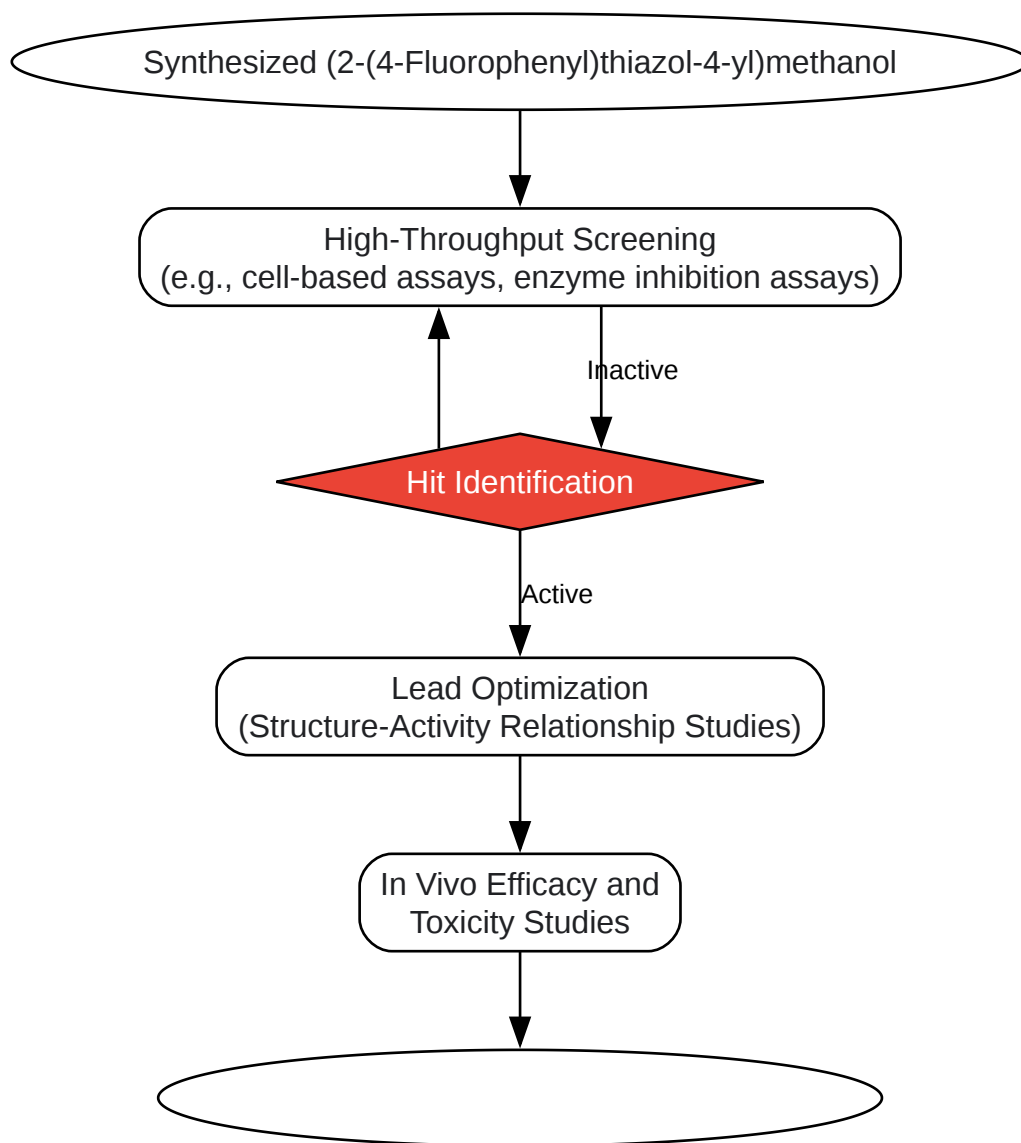 Synthesized (2-(4-Fluorophenyl)thiazol-4-yl)methanol
High-Throughput Screening
(e.g., cell-based assays, enzyme inhibition assays)
Inactive
Hit Identification
Active
Lead Optimization
(Structure-Activity Relationship Studies)
In Vivo Efficacy and
Toxicity Studies